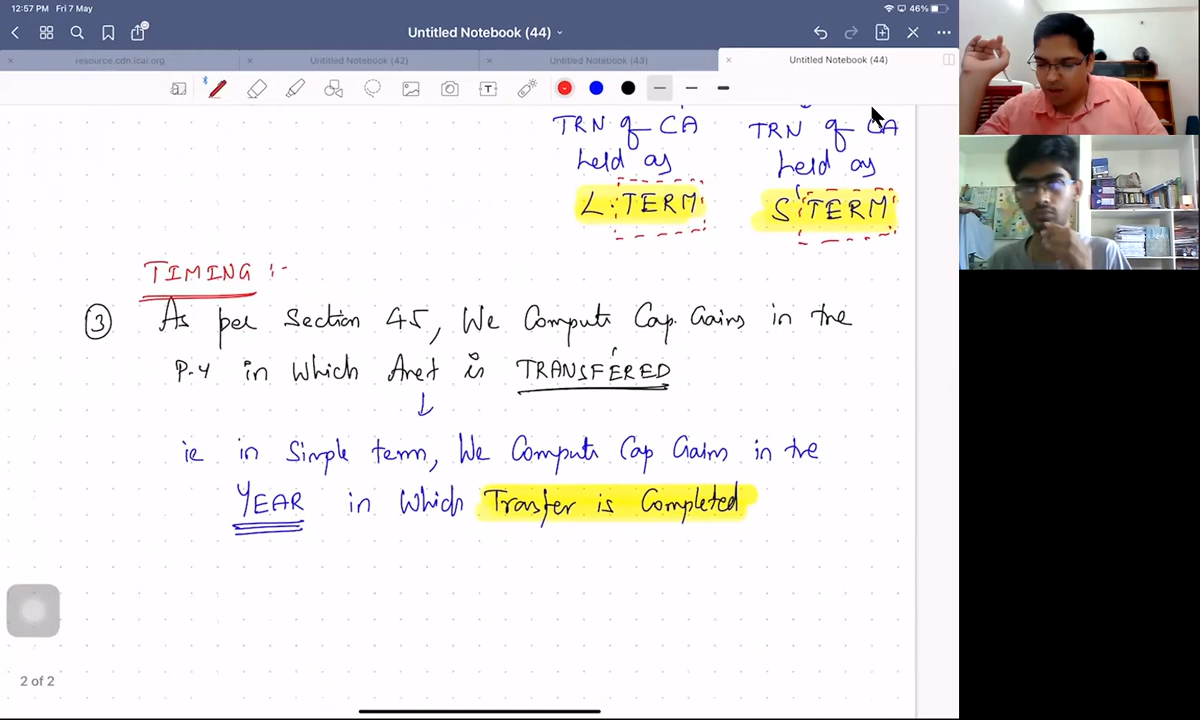 12:57 PM Fri 7 May
46%
Untitled Notebook (44)
resource.cdn.icai.org
Untitled Notebook (42)
Untitled Notebook (43)
Untitled Notebook (44)
TRN of CA
held as
L. TERM
TRN of CA
held as
S TERM
TIMING :-
③ As per Section 45, We Compute Cap. Gains in the
P.Y in which Asset is TRANSFERED
↓
ie in Simple term, We Compute Cap Gains in the
YEAR in which Transfer is Completed
2 of 2